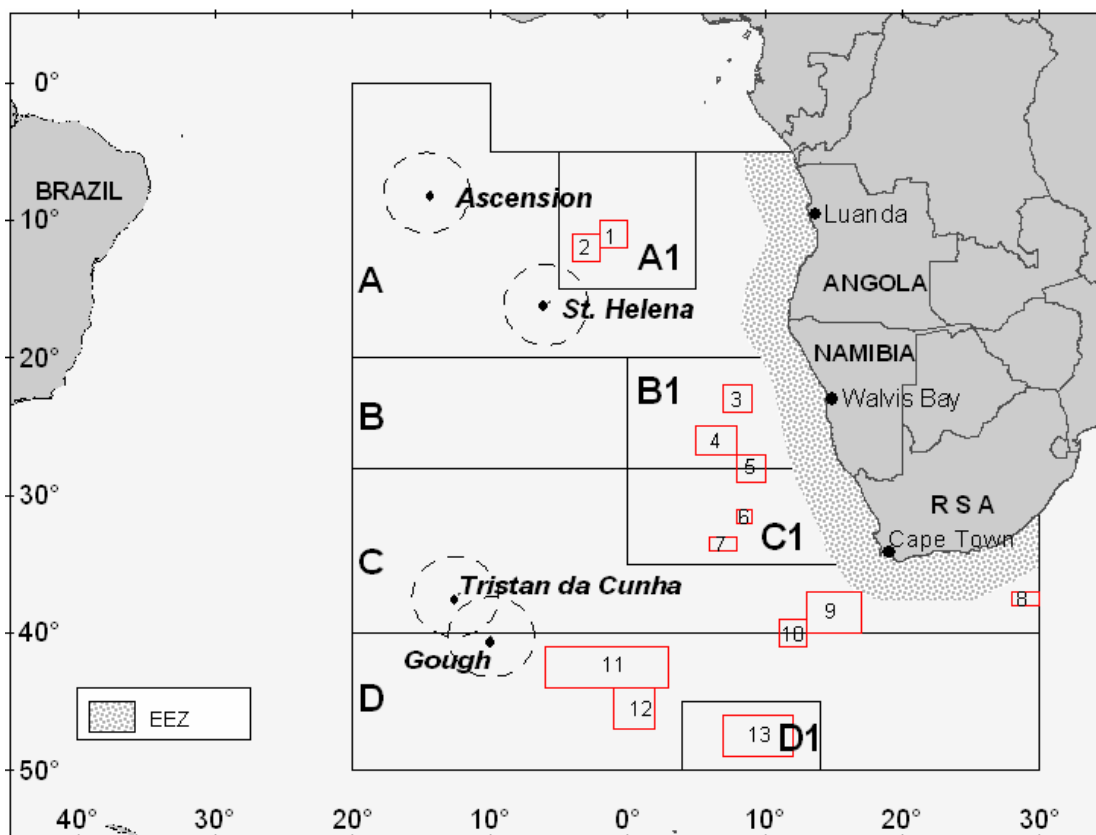 0°
BRAZIL
Ascension
10°
Luanda
1
2
A1
A
ANGOLA
St. Helena
NAMIBIA
20°
B1
3
Walvis Bay
B
4
5
30°
6
R S A
C1
7
Cape Town
C
Tristan da Cunha
8
9
40°
10
Gough
11
D
12
EEZ
13
D1
50°
40° 30° 20° 10° 0° 10° 20° 30°